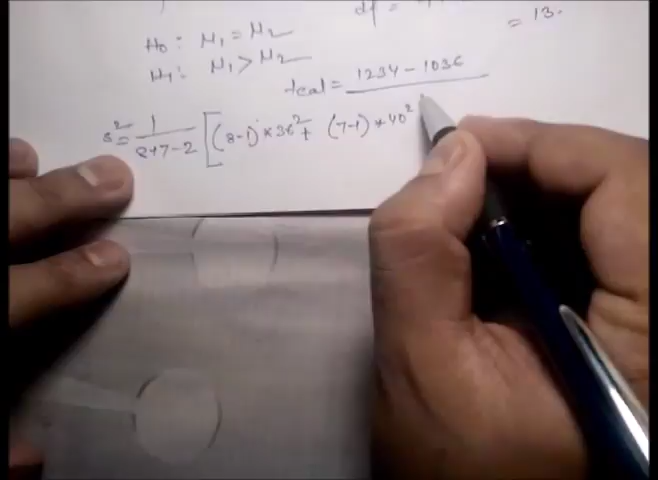 df =
= 13.
H₀ : μ₁ = μ₂
H₁ : μ₁ > μ₂
tcal = 1234 - 1036
s² = 1 / 8+7-2 [(8-1) * 36² + (7-1) * 40²